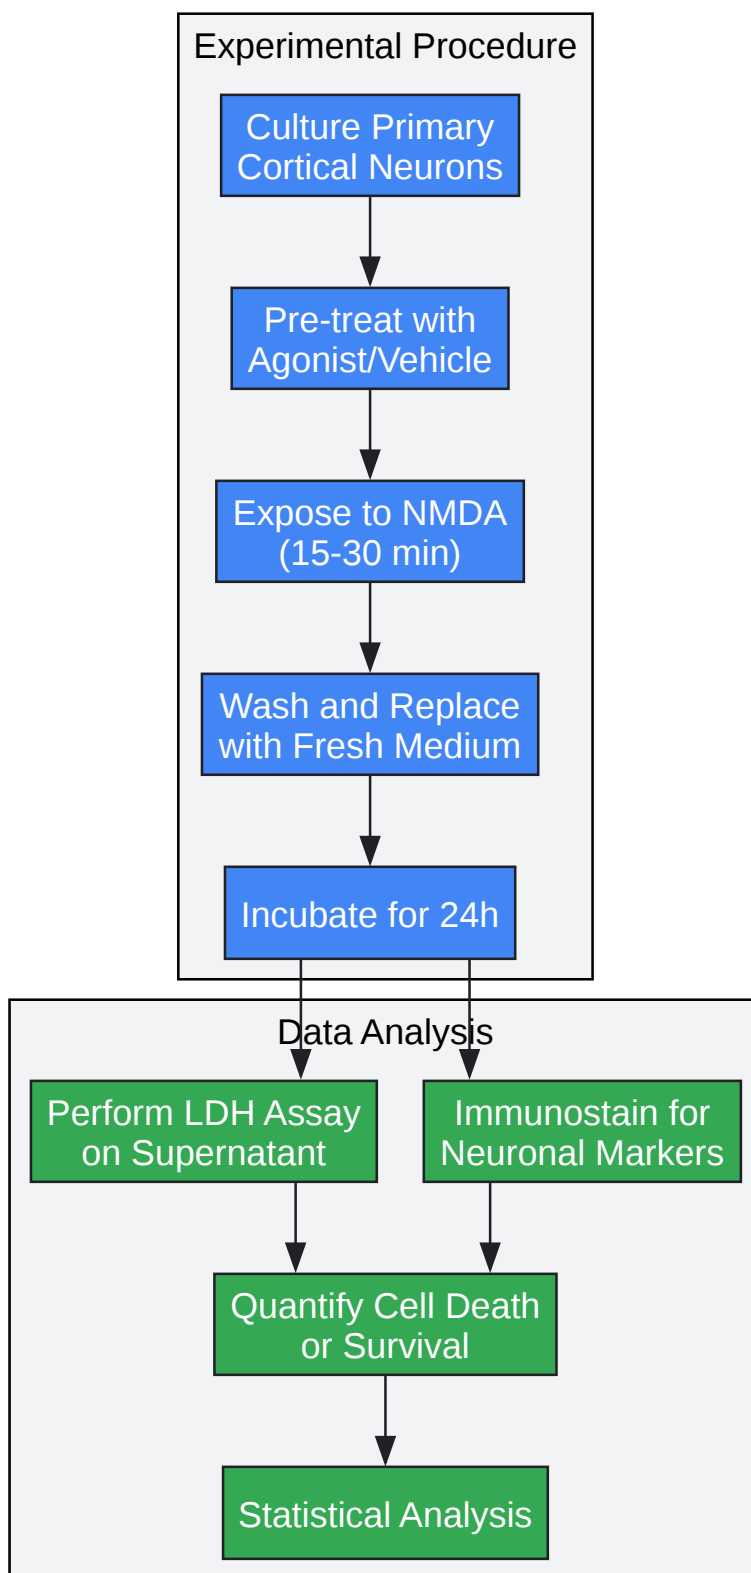 Experimental Procedure
Culture Primary
Cortical Neurons
Pre-treat with
Agonist/Vehicle
Expose to NMDA
(15-30 min)
Wash and Replace
with Fresh Medium
Incubate for 24h
Data Analysis
Perform LDH Assay
on Supernatant
Immunostain for
Neuronal Markers
Quantify Cell Death
or Survival
Statistical Analysis